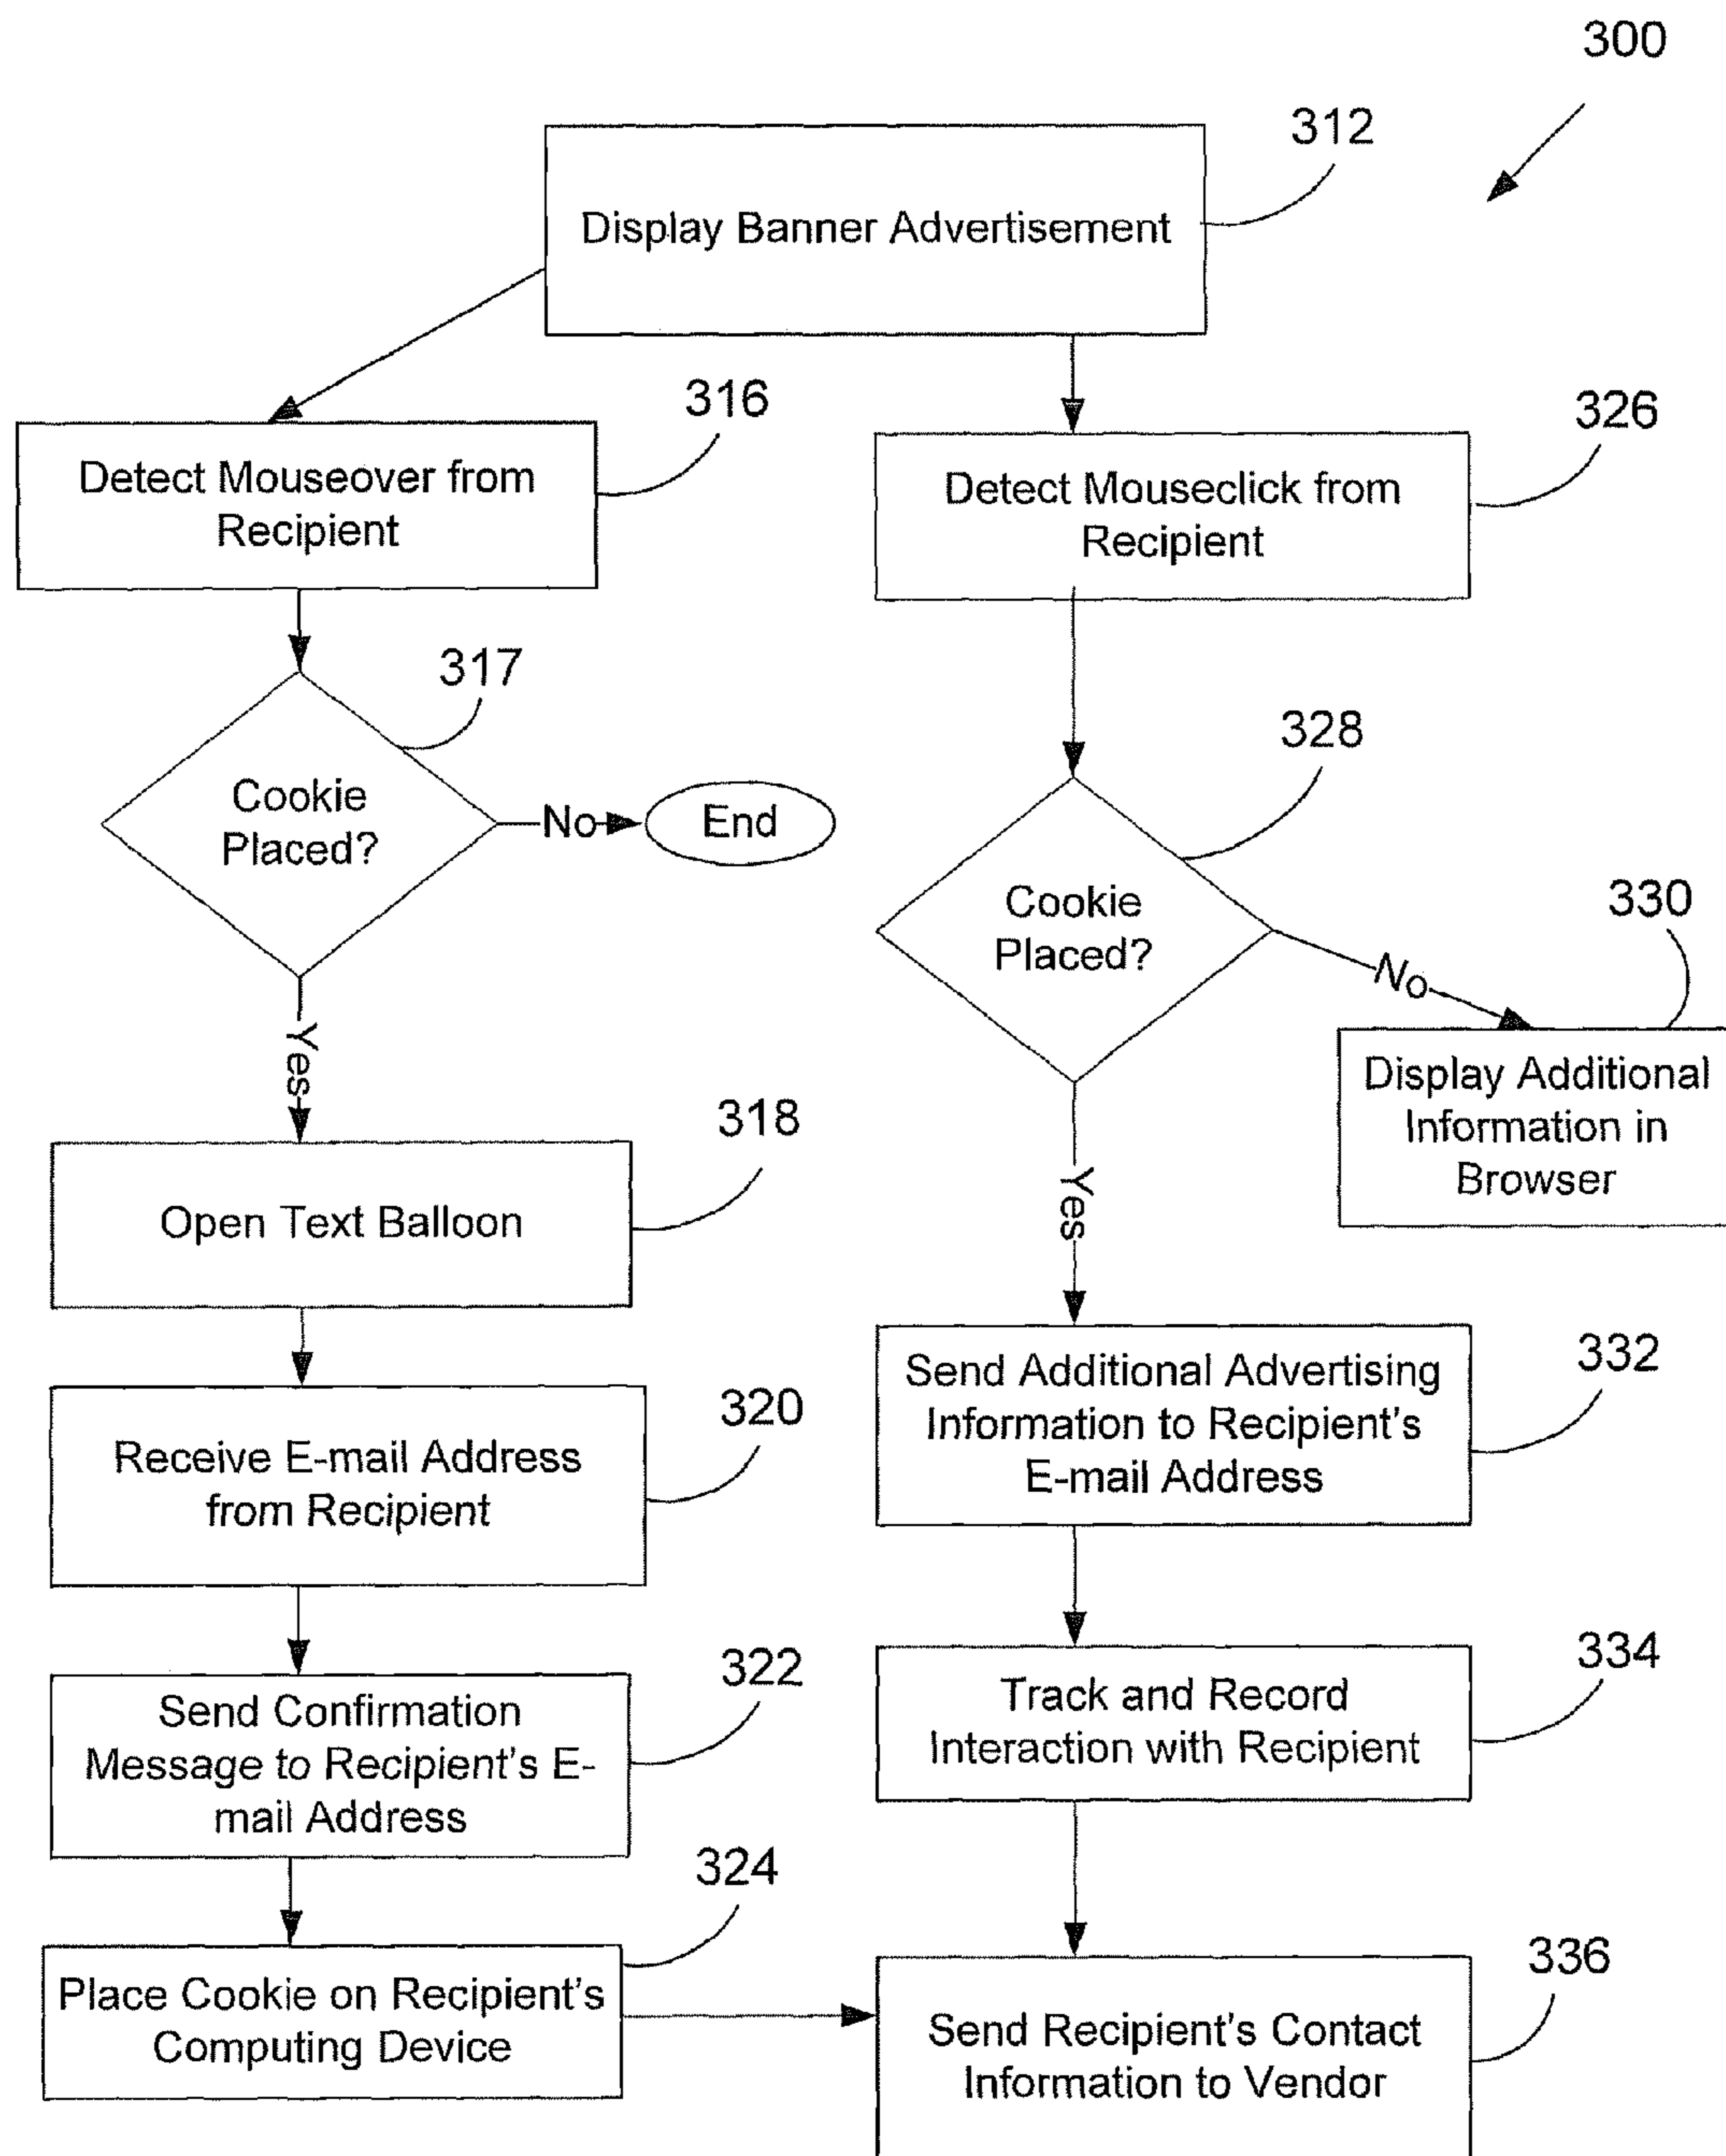 300
312
Display Banner Advertisement
316
Detect Mouseover from
Recipient
326
Detect Mouseclick from
Recipient
317
Cookie
Placed?
No
End
Yes
328
Cookie
Placed?
No
330
Display Additional
Information in
Browser
Yes
318
Open Text Balloon
320
Receive E-mail Address
from Recipient
332
Send Additional Advertising
Information to Recipient's
E-mail Address
322
Send Confirmation
Message to Recipient's E-
mail Address
334
Track and Record
Interaction with Recipient
324
Place Cookie on Recipient's
Computing Device
336
Send Recipient's Contact
Information to Vendor